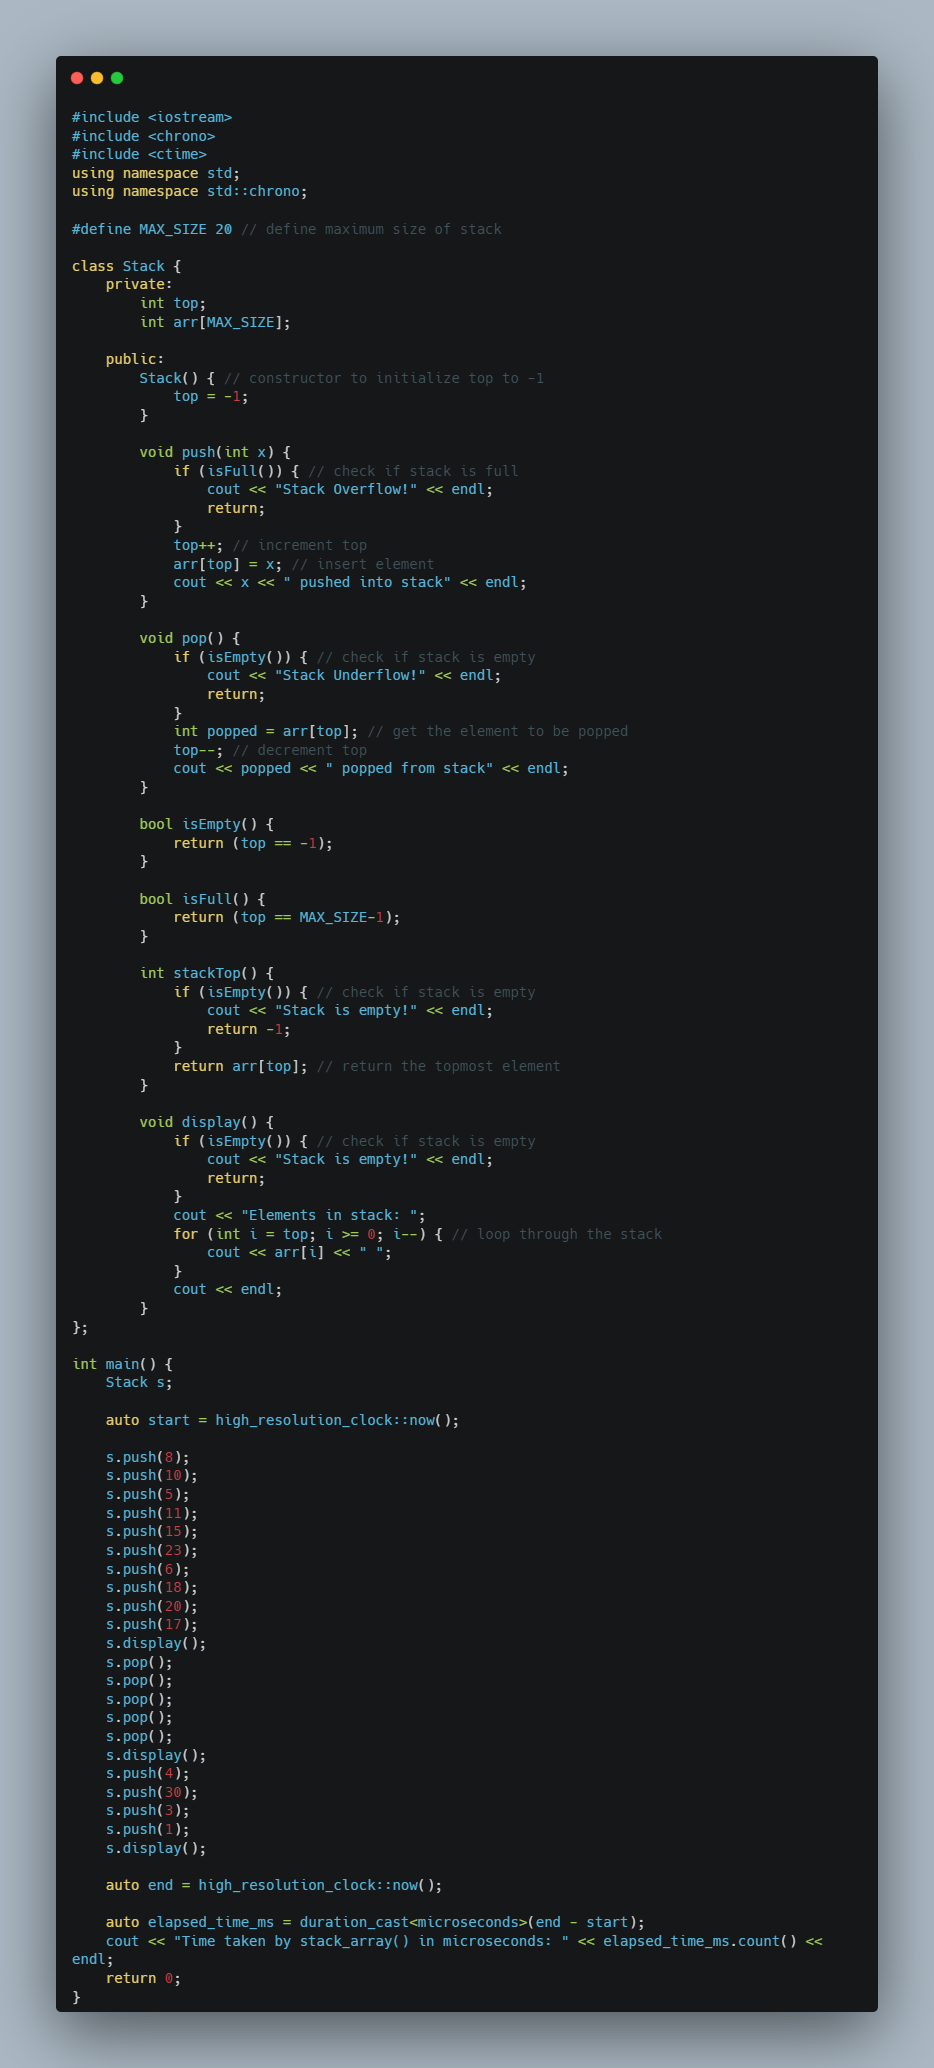 #include <iostream>
#include <chrono>
#include <ctime>
using namespace std;
using namespace std::chrono;

#define MAX_SIZE 20 // define maximum size of stack

class Stack {
    private:
        int top;
        int arr[MAX_SIZE];

    public:
        Stack() { // constructor to initialize top to -1
            top = -1;
        }

        void push(int x) {
            if (isFull()) { // check if stack is full
                cout << "Stack Overflow!" << endl;
                return;
            }
            top++; // increment top
            arr[top] = x; // insert element
            cout << x << " pushed into stack" << endl;
        }

        void pop() {
            if (isEmpty()) { // check if stack is empty
                cout << "Stack Underflow!" << endl;
                return;
            }
            int popped = arr[top]; // get the element to be popped
            top--; // decrement top
            cout << popped << " popped from stack" << endl;
        }

        bool isEmpty() {
            return (top == -1);
        }

        bool isFull() {
            return (top == MAX_SIZE-1);
        }

        int stackTop() {
            if (isEmpty()) { // check if stack is empty
                cout << "Stack is empty!" << endl;
                return -1;
            }
            return arr[top]; // return the topmost element
        }

        void display() {
            if (isEmpty()) { // check if stack is empty
                cout << "Stack is empty!" << endl;
                return;
            }
            cout << "Elements in stack: ";
            for (int i = top; i >= 0; i--) { // loop through the stack
                cout << arr[i] << " ";
            }
            cout << endl;
        }
};

int main() {
    Stack s;

    auto start = high_resolution_clock::now();

    s.push(8);
    s.push(10);
    s.push(5);
    s.push(11);
    s.push(15);
    s.push(23);
    s.push(6);
    s.push(18);
    s.push(20);
    s.push(17);
    s.display();
    s.pop();
    s.pop();
    s.pop();
    s.pop();
    s.pop();
    s.display();
    s.push(4);
    s.push(30);
    s.push(3);
    s.push(1);
    s.display();

    auto end = high_resolution_clock::now();

    auto elapsed_time_ms = duration_cast<microseconds>(end - start);
    cout << "Time taken by stack_array() in microseconds: " << elapsed_time_ms.count() <<
endl;
    return 0;
}